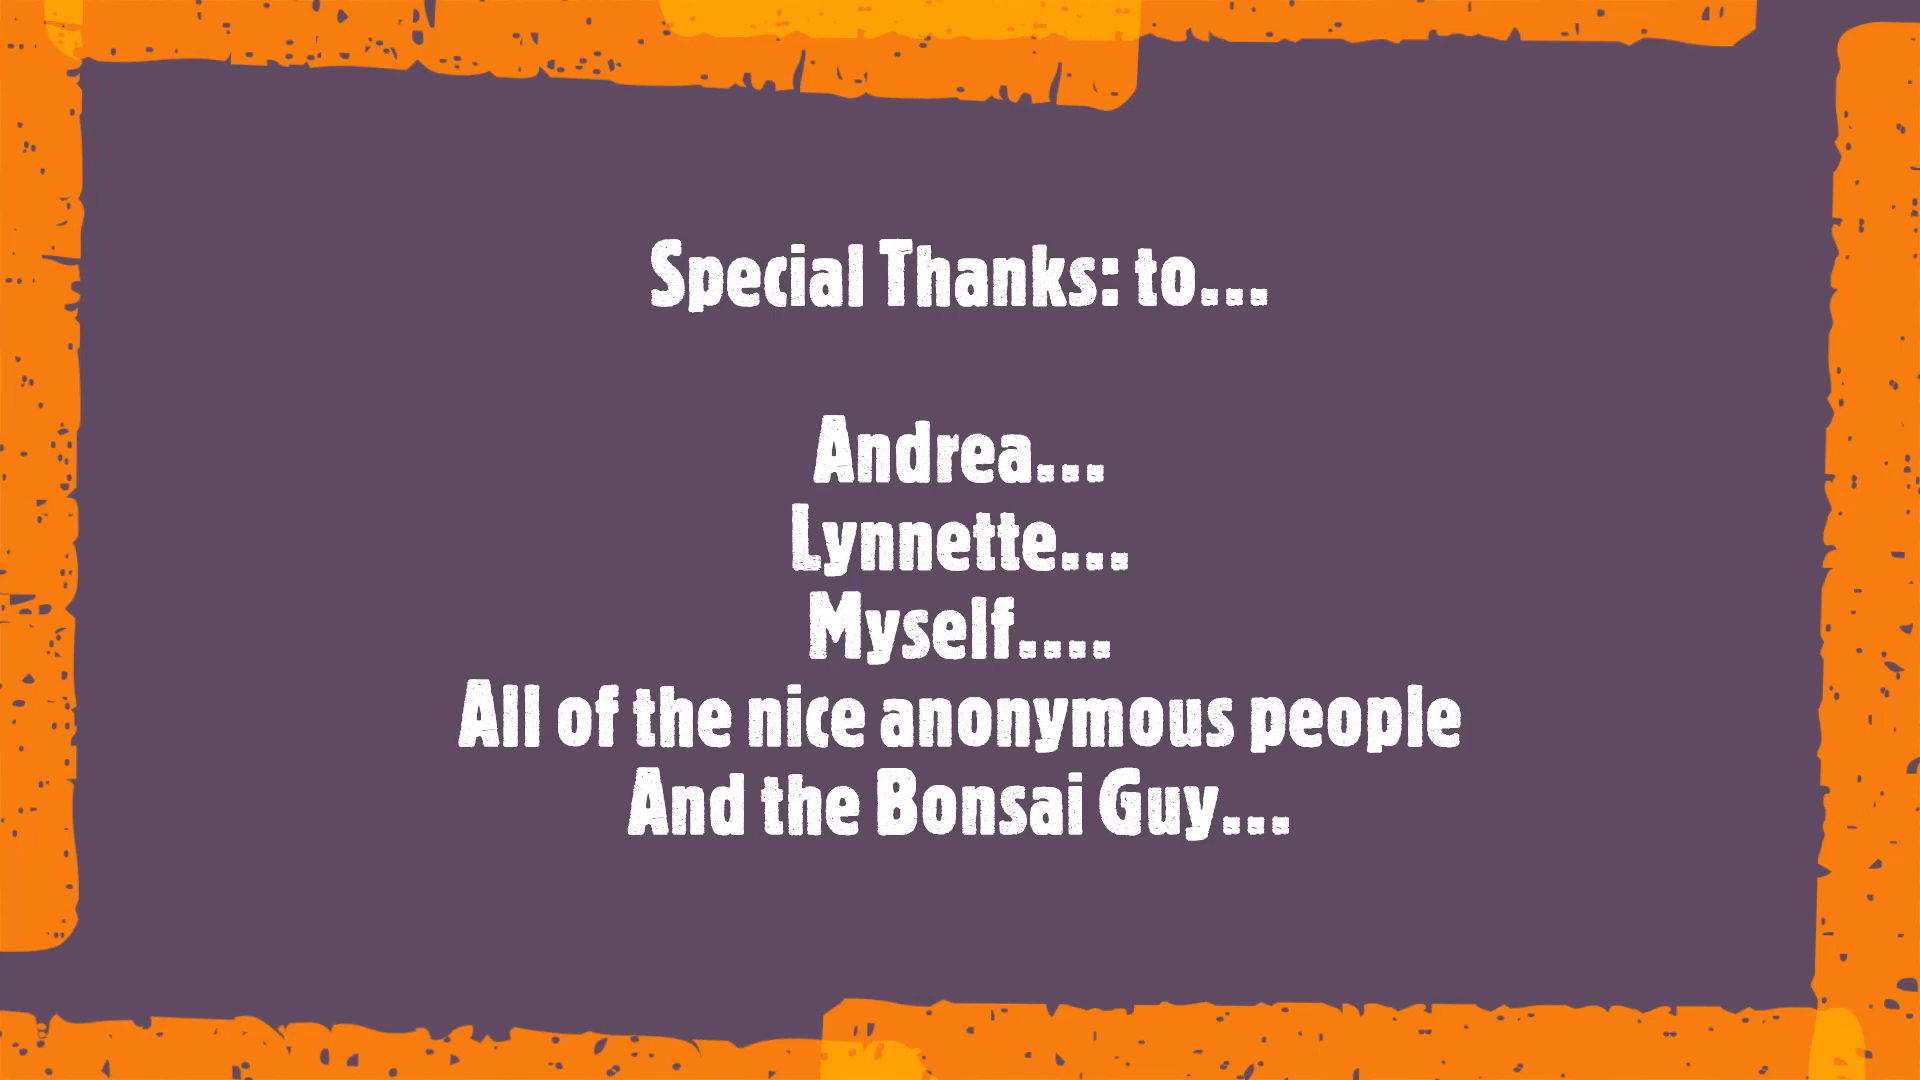 Special Thanks: to...
Andrea...
Lynnette...
Myself....
All of the nice anonymous people
And the Bonsai Guy...